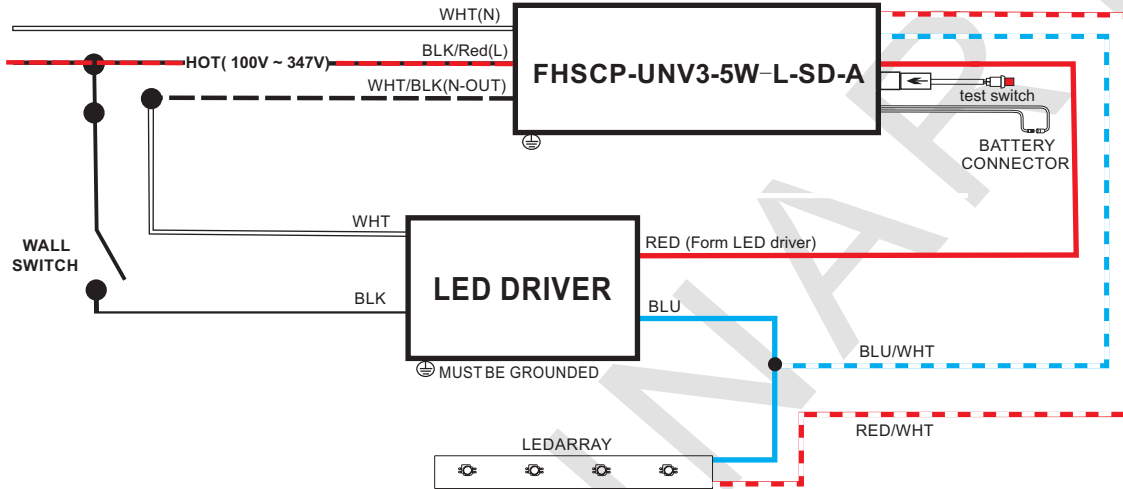 WHT(N)
BLK/Red(L)
HOT( 100V ~ 347V)
WHT/BLK(N-OUT)
FHSCP-UNV3-5W-L-SD-A
test switch
BATTERY
CONNECTOR
WHT
WALL
SWITCH
RED (Form LED driver)
LED DRIVER
BLK
BLU
BLU/WHT
MUST BE GROUNDED
RED/WHT
LEDARRAY